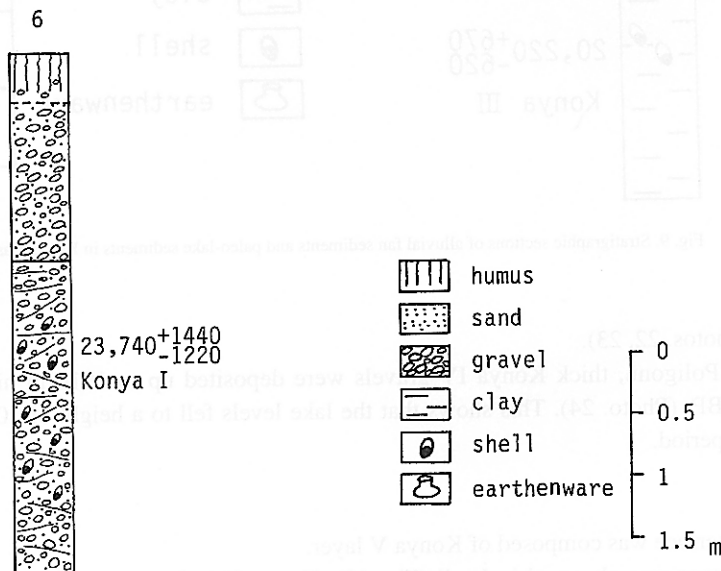 6
23,740 +1440 -1220
Konya I
humus
sand
gravel
clay
shell
earthenware
0
0.5
1
1.5 m